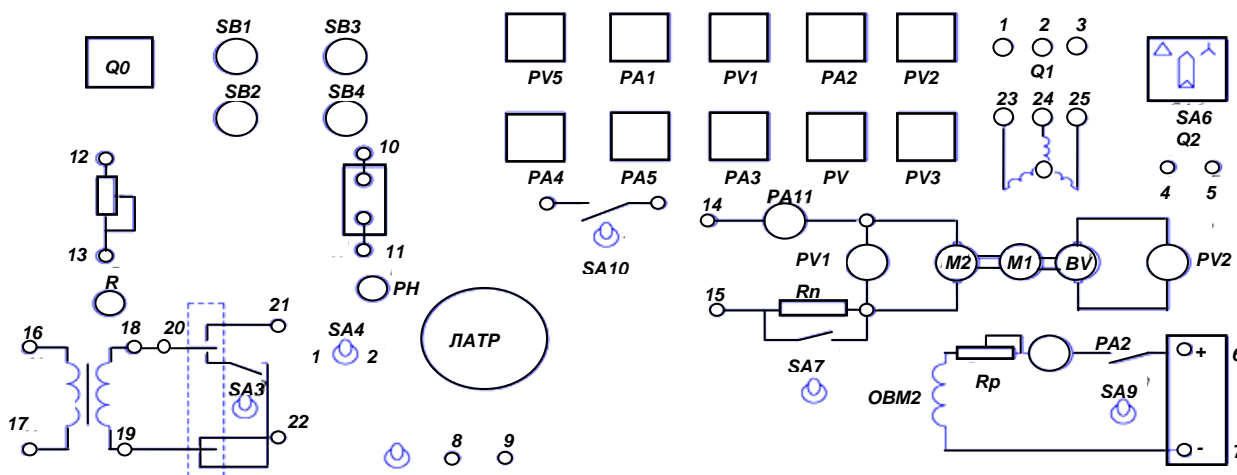 SB1 SB3 1 2 3
Q0 PV5 PA1 PV1 PA2 PV2 Q1
SB2 SB4 23 24 25 SA6
Q2
12 10 PA4 PA5 PA3 PV PV3 4 5
14 PA11
13 11 SA10 PV1 M2 M1 BV PV2
R PH 15 Rn
16 18 20 21 SA4 ЛАТР
1 2 PA2 + 6
SA3 SA7 Rp SA9
OBM2
17 19 22 8 9 - 7